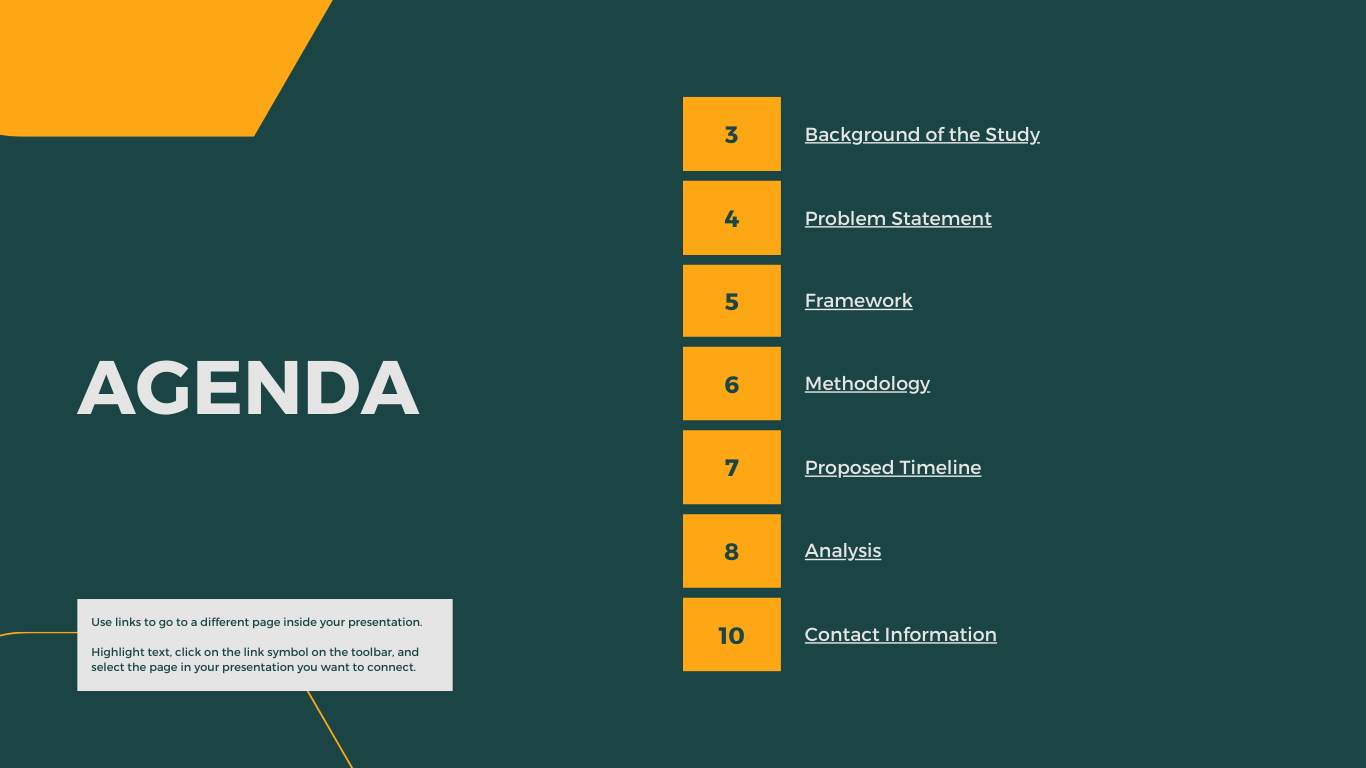 AGENDA
Use links to go to a different page inside your presentation.
Highlight text, click on the link symbol on the toolbar, and
select the page in your presentation you want to connect.
3 Background of the Study
4 Problem Statement
5 Framework
6 Methodology
7 Proposed Timeline
8 Analysis
10 Contact Information